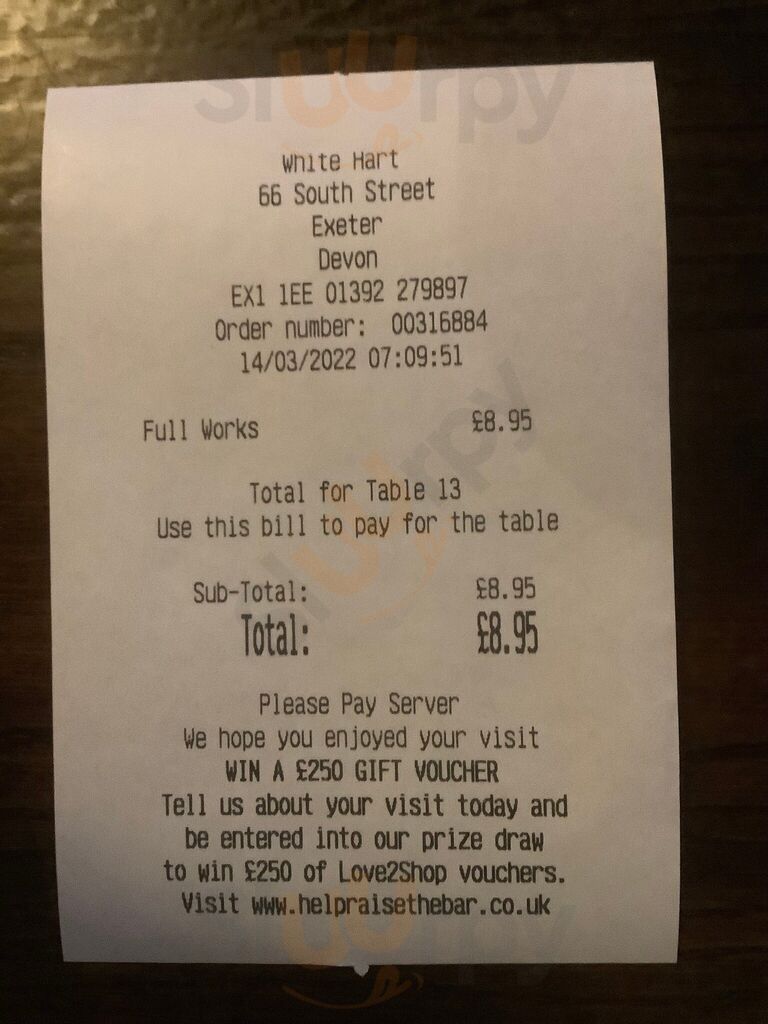 Sluurpy
White Hart
66 South Street
Exeter
Devon
EX1 1EE 01392 279897
Order number: 00316884
14/03/2022 07:09:51
Full Works £8.95
Total for Table 13
Use this bill to pay for the table
Sub-Total: £8.95
Total: £8.95
Please Pay Server
We hope you enjoyed your visit
WIN A £250 GIFT VOUCHER
Tell us about your visit today and
be entered into our prize draw
to win £250 of Love2Shop vouchers.
Visit www.helpraisethebar.co.uk